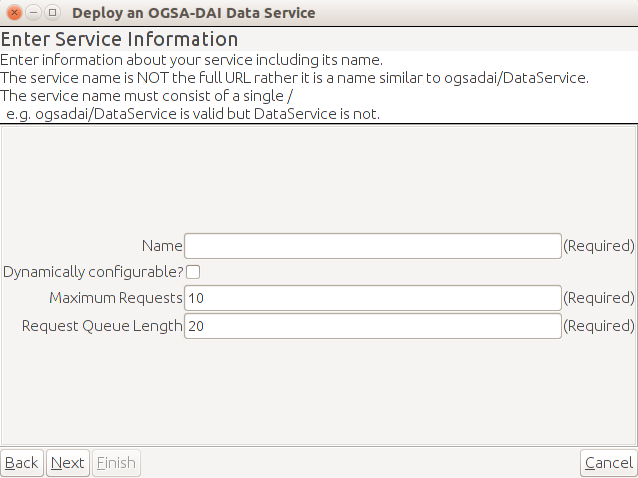 Deploy an OGSA-DAI Data Service
Enter Service Information
Enter information about your service including its name.
The service name is NOT the full URL rather it is a name similar to ogsadai/DataService.
The service name must consist of a single /
e.g. ogsadai/DataService is valid but DataService is not.
Name (Required)
Dynamically configurable?
Maximum Requests 10 (Required)
Request Queue Length 20 (Required)
Back Next Finish Cancel